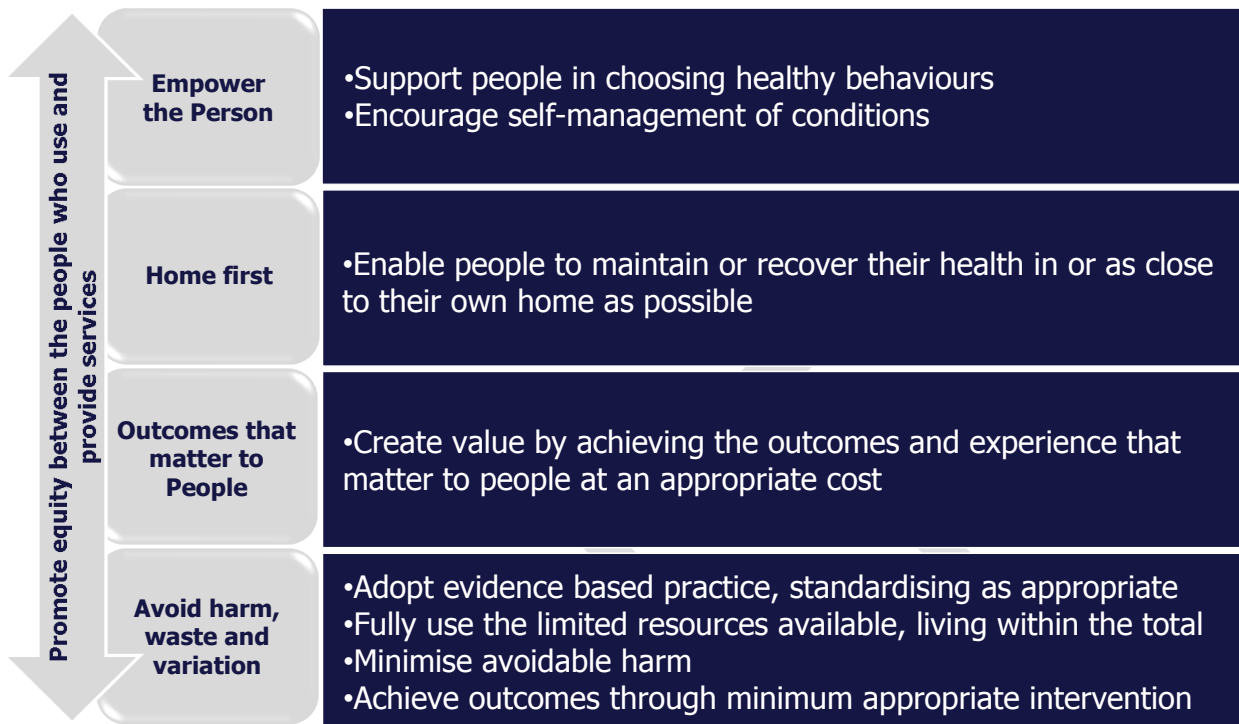 Promote equity between the people who use and
provide services
Empower
the Person
•Support people in choosing healthy behaviours
•Encourage self-management of conditions
Home first
•Enable people to maintain or recover their health in or as close
to their own home as possible
Outcomes that
matter to
People
•Create value by achieving the outcomes and experience that
matter to people at an appropriate cost
Avoid harm,
waste and
variation
•Adopt evidence based practice, standardising as appropriate
•Fully use the limited resources available, living within the total
•Minimise avoidable harm
•Achieve outcomes through minimum appropriate intervention